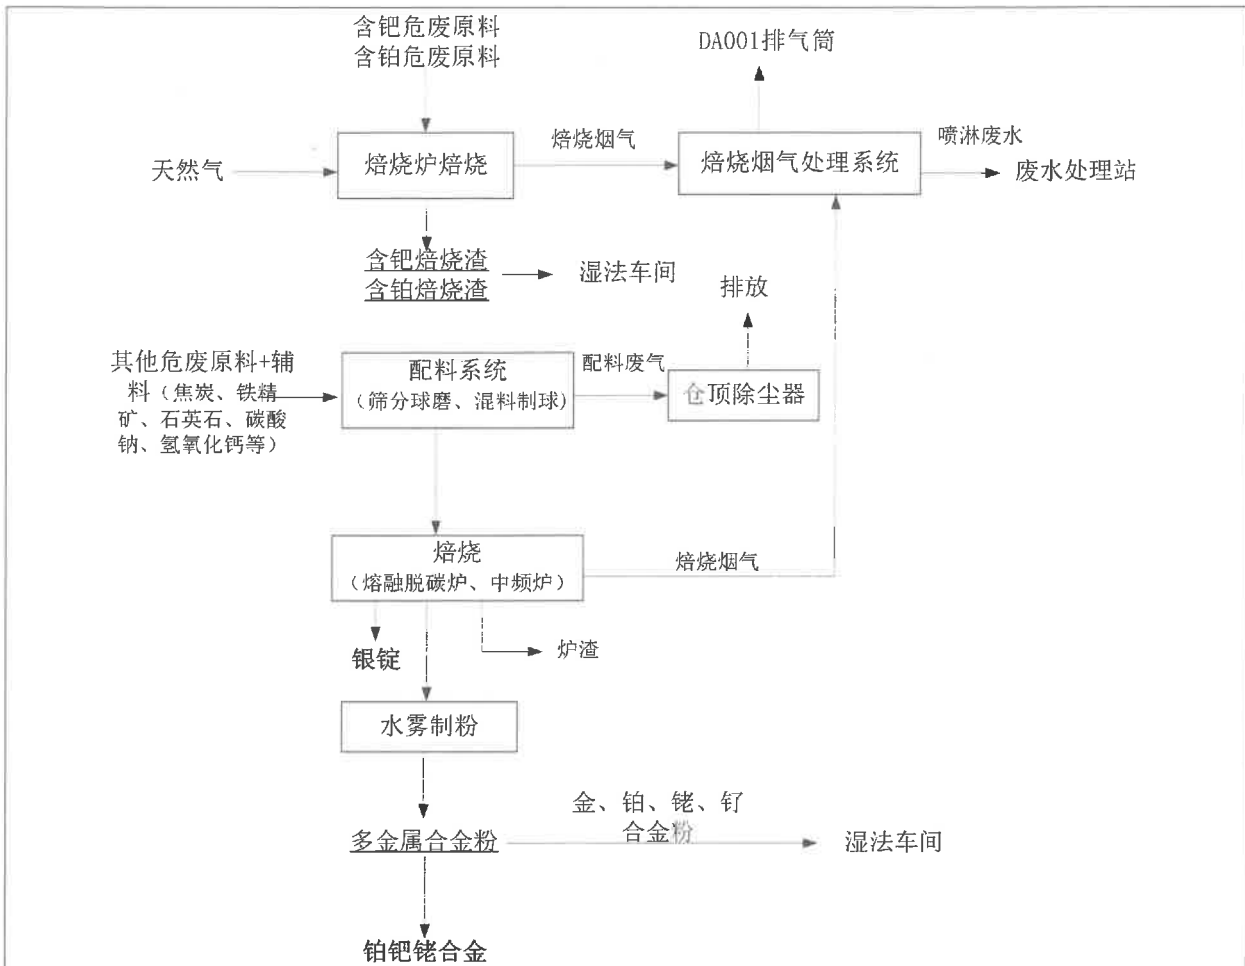 含钯危废原料
含铂危废原料
DA001排气筒
天然气
焙烧炉焙烧
焙烧烟气
焙烧烟气处理系统
喷淋废水
废水处理站
含钯焙烧渣
含铂焙烧渣
湿法车间
排放
其他危废原料+辅
料（焦炭、铁精
矿、石英石、碳酸
钠、氢氧化钙等）
配料系统
（筛分球磨、混料制球）
配料废气
仓顶除尘器
焙烧
（熔融脱碳炉、中频炉）
焙烧烟气
银锭
炉渣
水雾制粉
多金属合金粉
金、铂、铑、钌
合金粉
湿法车间
铂钯铑合金